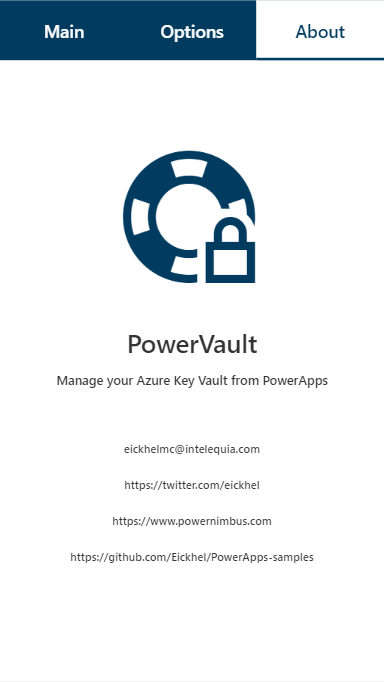 Main
Options
About
PowerVault
Manage your Azure Key Vault from PowerApps
eickhelmc@intelequia.com
https://twitter.com/eickhel
https://www.powernimbus.com
https://github.com/Eickhel/PowerApps-samples